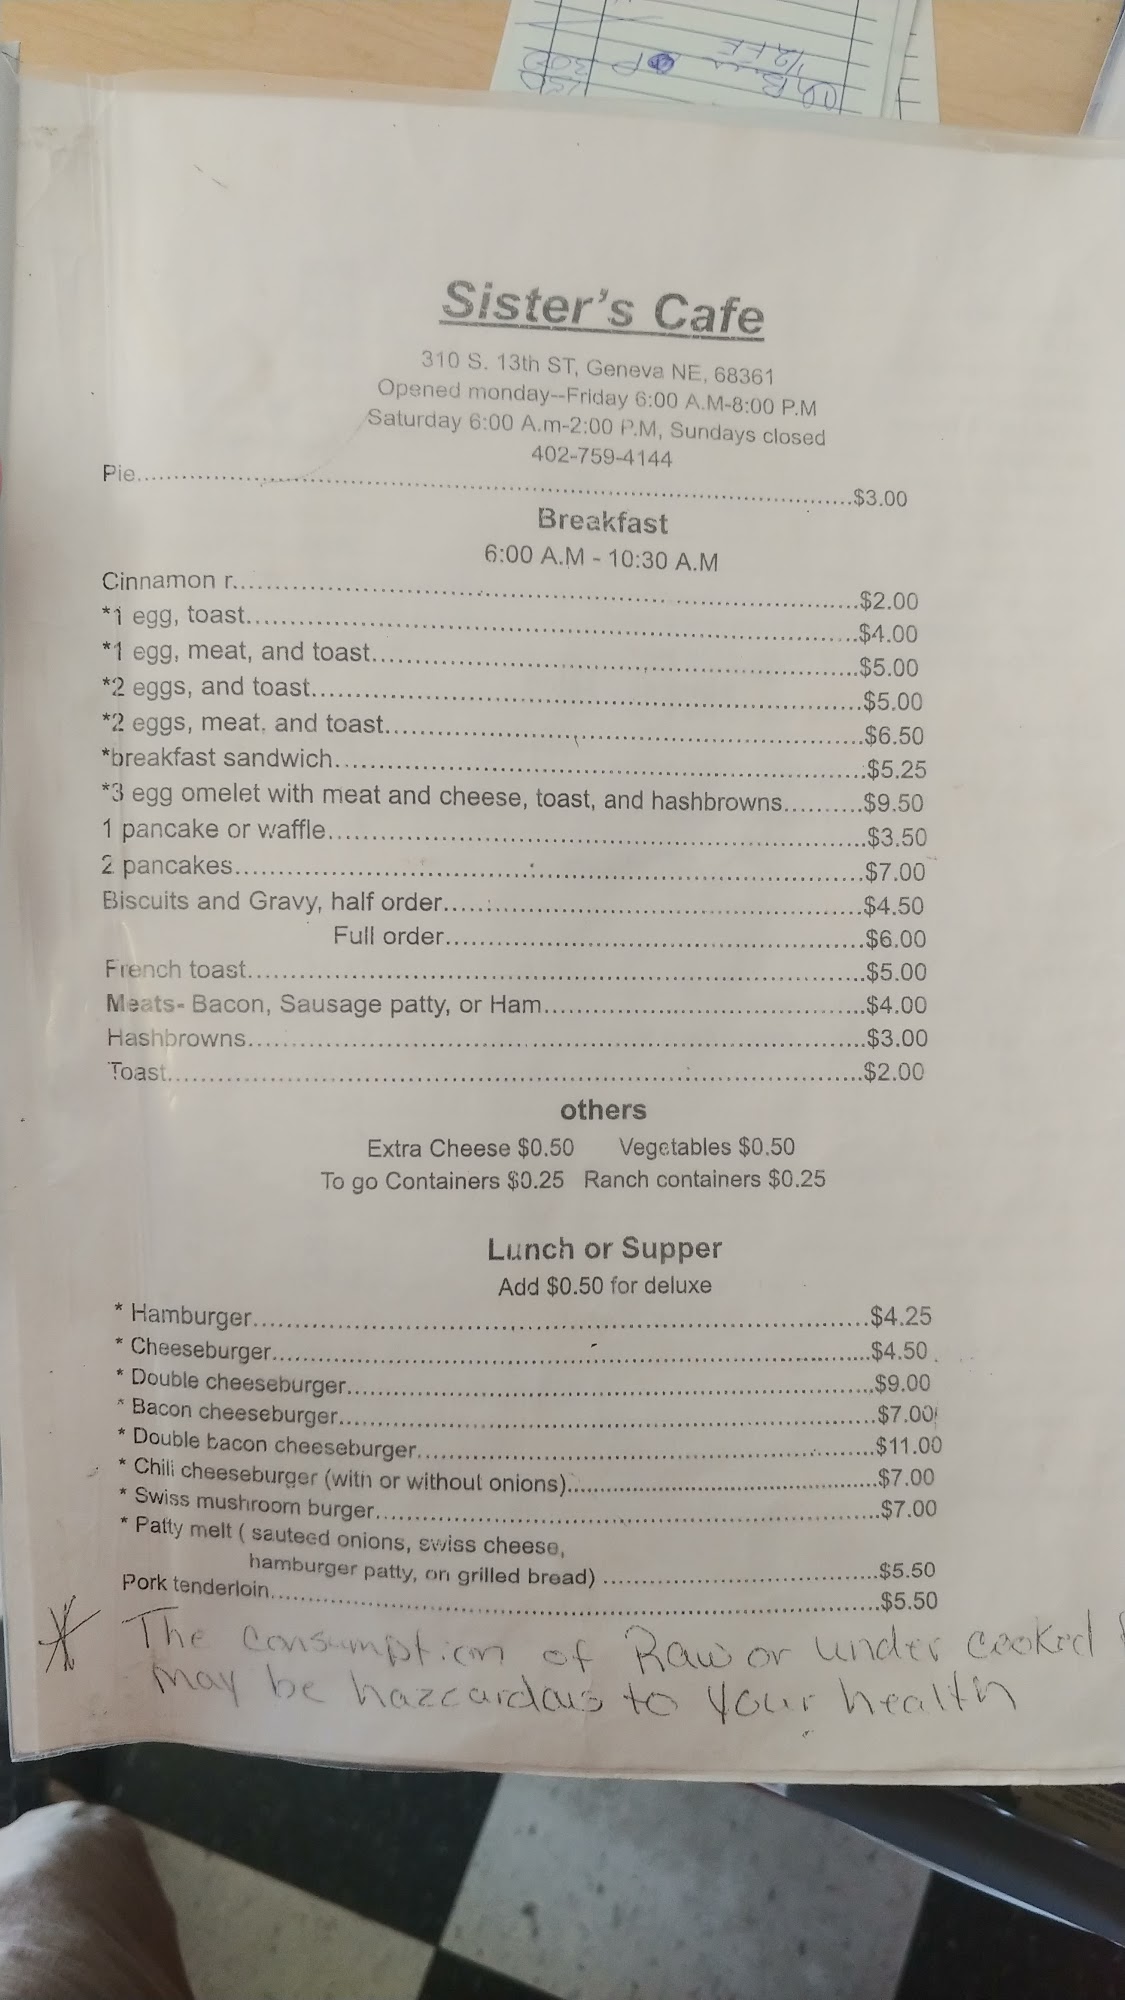 Sister's Cafe
310 S. 13th ST, Geneva NE, 68361
Opened monday--Friday 6:00 A.M-8:00 P.M
Saturday 6:00 A.m-2:00 P.M, Sundays closed
402-759-4144
Pie.......... $3.00
Breakfast
6:00 A.M - 10:30 A.M
Cinnamon r.......... $2.00
*1 egg, toast.......... $4.00
*1 egg, meat, and toast.......... $5.00
*2 eggs, and toast.......... $5.00
*2 eggs, meat, and toast.......... $6.50
*breakfast sandwich.......... $5.25
*3 egg omelet with meat and cheese, toast, and hashbrowns.......... $9.50
1 pancake or waffle.......... $3.50
2 pancakes.......... $7.00
Biscuits and Gravy, half order.......... $4.50
Full order.......... $6.00
French toast.......... $5.00
Meats- Bacon, Sausage patty, or Ham.......... $4.00
Hashbrowns.......... $3.00
Toast.......... $2.00
others
Extra Cheese $0.50 Vegetables $0.50
To go Containers $0.25 Ranch containers $0.25
Lunch or Supper
Add $0.50 for deluxe
* Hamburger.......... $4.25
* Cheeseburger.......... $4.50
* Double cheeseburger.......... $9.00
* Bacon cheeseburger.......... $7.00
* Double bacon cheeseburger.......... $11.00
* Chili cheeseburger (with or without onions).......... $7.00
* Swiss mushroom burger.......... $7.00
* Patty melt ( sauteed onions, swiss cheese,
hamburger patty, on grilled bread) .......... $5.50
Pork tenderloin.......... $5.50
* The consumption of Raw or under cooked
may be hazcardous to your health